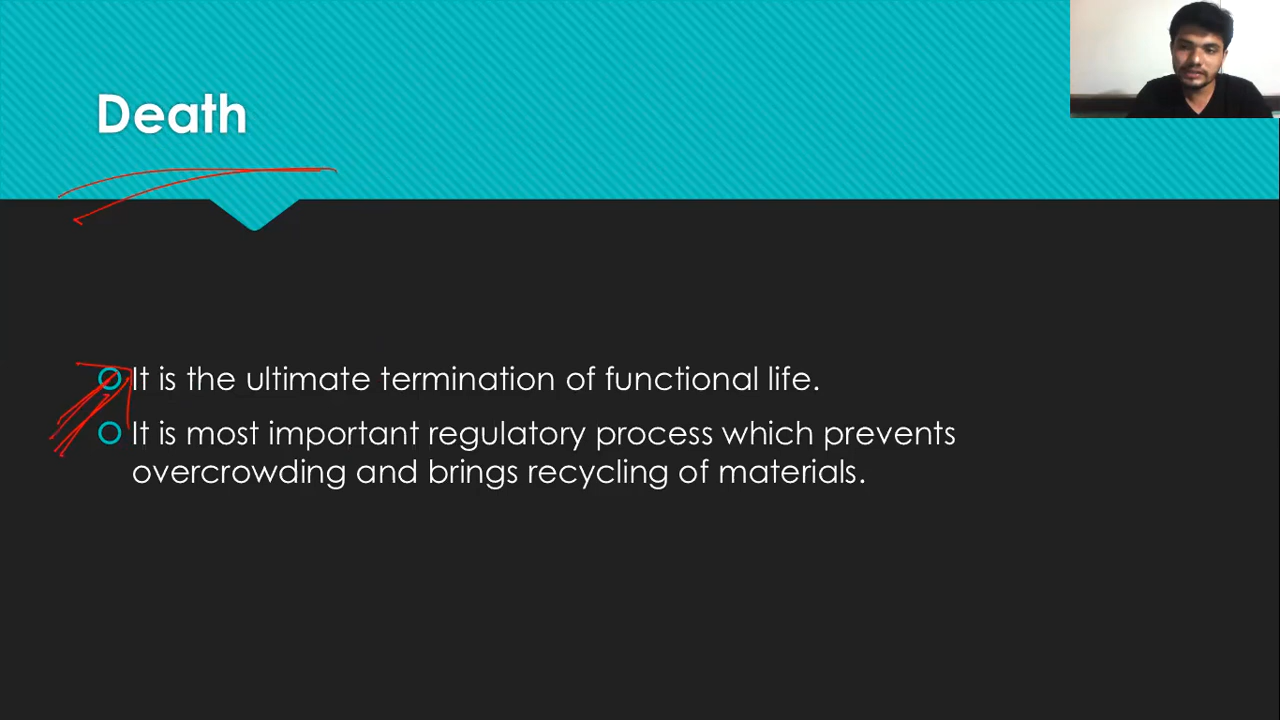 Death
It is the ultimate termination of functional life.
It is most important regulatory process which prevents
overcrowding and brings recycling of materials.